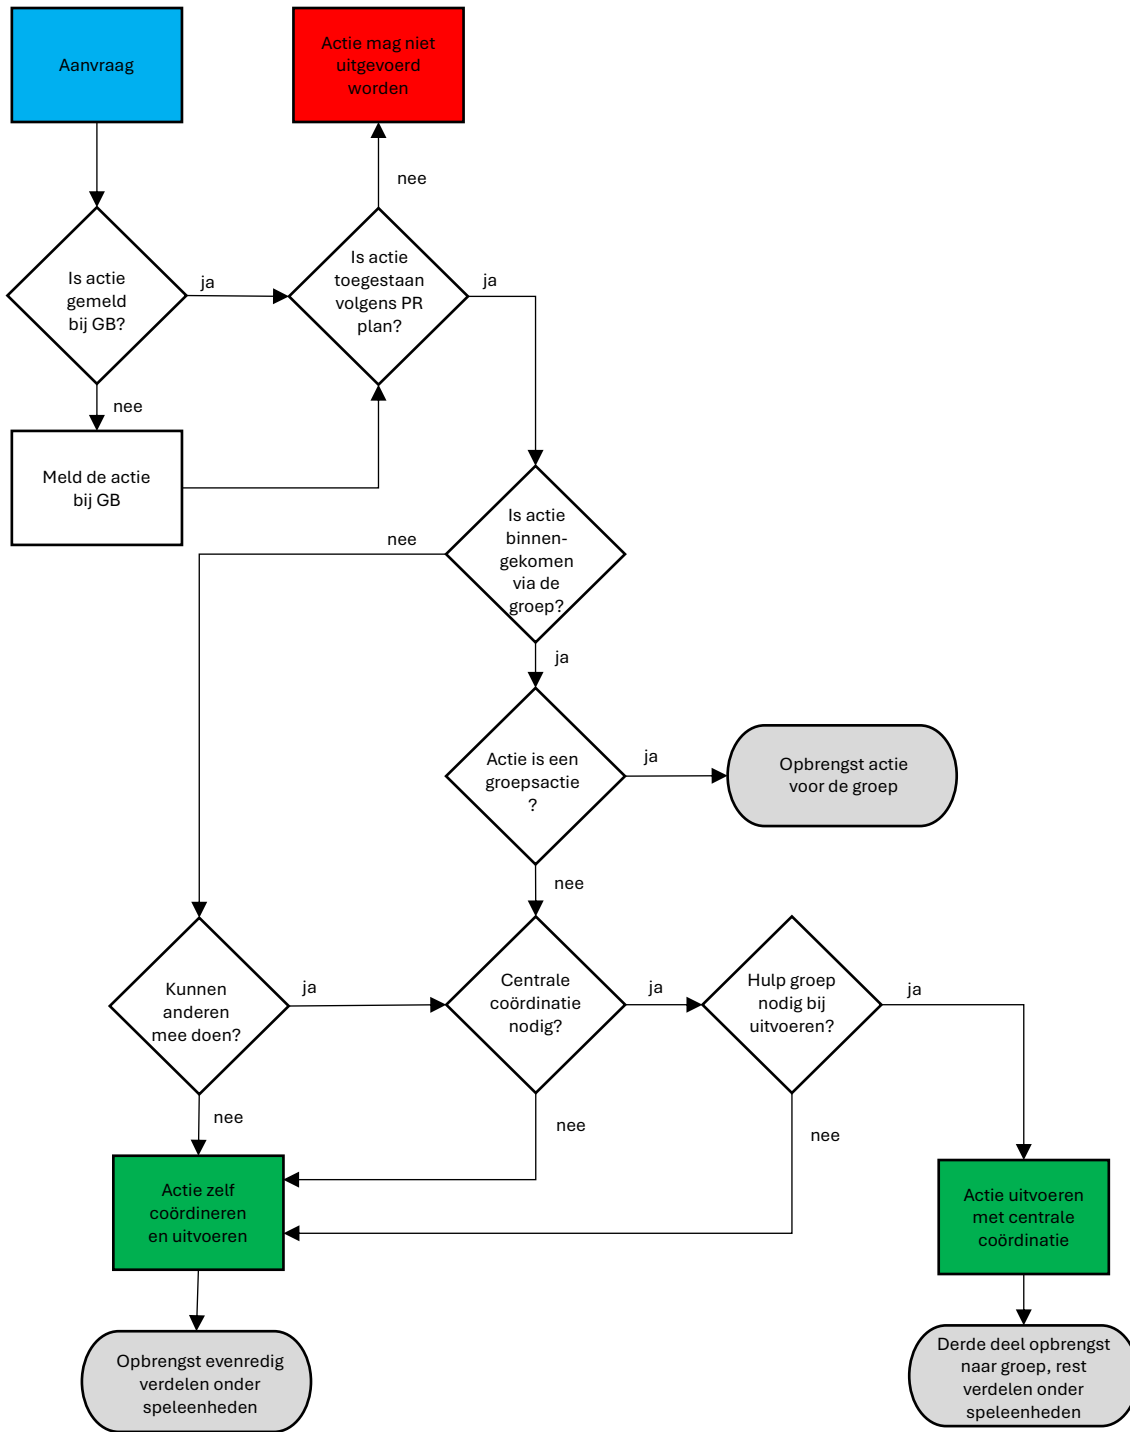 Aanvraag
Actie mag niet
uitgevoerd
worden
nee
Is actie
gemeld
bij GB?
ja
Is actie
toegestaan
volgens PR
plan?
ja
nee
Meld de actie
bij GB
nee
Is actie
binnen-
gekomen
via de
groep?
ja
Actie is een
groepsactie
?
ja
Opbrengst actie
voor de groep
nee
Kunnen
anderen
mee doen?
ja
Centrale
coördinatie
nodig?
ja
Hulp groep
nodig bij
uitvoeren?
ja
nee
nee
nee
Actie zelf
coördineren
en uitvoeren
Actie uitvoeren
met centrale
coördinatie
Opbrengst evenredig
verdelen onder
speleenheden
Derde deel opbrengst
naar groep, rest
verdelen onder
speleenheden